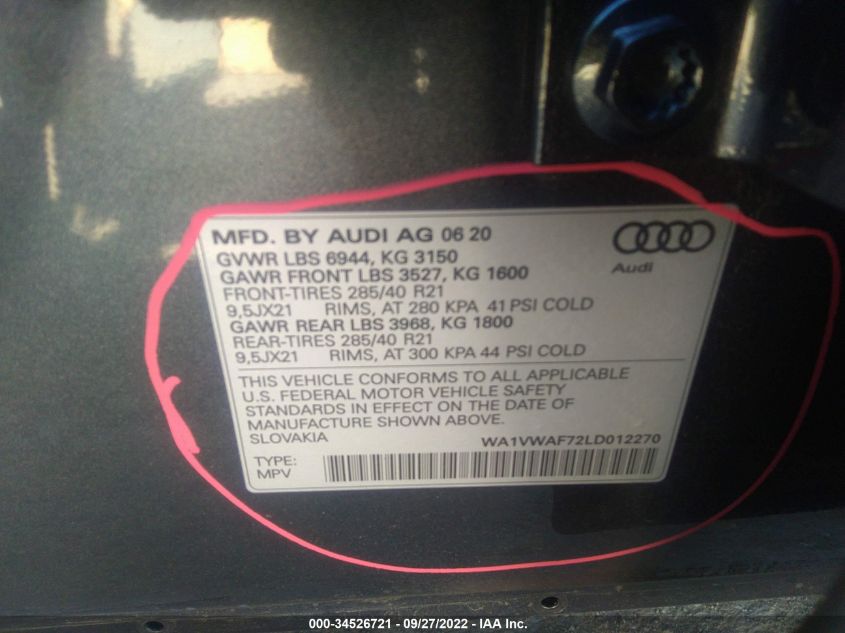 MFD. BY AUDI AG 06 20
GVWR LBS 6944, KG 3150
GAWR FRONT LBS 3527, KG 1600
FRONT-TIRES 285/40 R21
9,5JX21 RIMS, AT 280 KPA 41 PSI COLD
GAWR REAR LBS 3968, KG 1800
REAR-TIRES 285/40 R21
9,5JX21 RIMS, AT 300 KPA 44 PSI COLD
Audi
THIS VEHICLE CONFORMS TO ALL APPLICABLE
U.S. FEDERAL MOTOR VEHICLE SAFETY
STANDARDS IN EFFECT ON THE DATE OF
MANUFACTURE SHOWN ABOVE.
SLOVAKIA WA1VWAF72LD012270
TYPE:
MPV
000-34526721 - 09/27/2022 - IAA Inc.